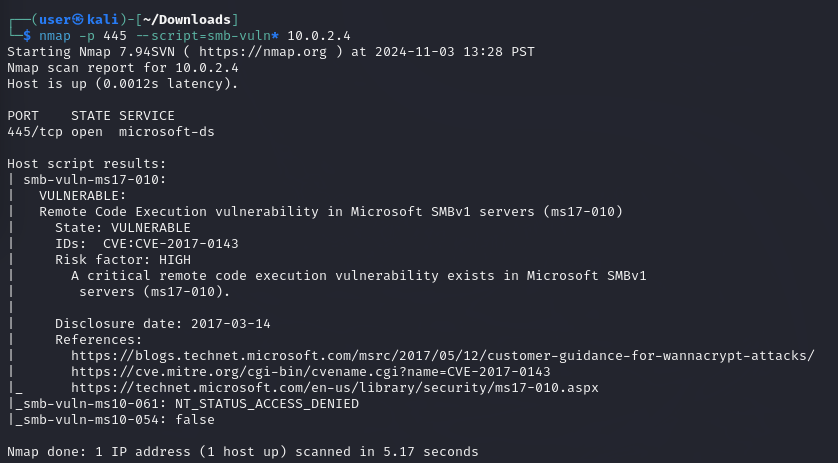 ┌──(user㉿kali)-[~/Downloads]
└─$ nmap -p 445 --script=smb-vuln* 10.0.2.4
Starting Nmap 7.94SVN ( https://nmap.org ) at 2024-11-03 13:28 PST
Nmap scan report for 10.0.2.4
Host is up (0.0012s latency).

PORT    STATE SERVICE
445/tcp open  microsoft-ds

Host script results:
| smb-vuln-ms17-010:
|   VULNERABLE:
|   Remote Code Execution vulnerability in Microsoft SMBv1 servers (ms17-010)
|     State: VULNERABLE
|     IDs:  CVE:CVE-2017-0143
|     Risk factor: HIGH
|       A critical remote code execution vulnerability exists in Microsoft SMBv1
|        servers (ms17-010).
|
|     Disclosure date: 2017-03-14
|     References:
|       https://blogs.technet.microsoft.com/msrc/2017/05/12/customer-guidance-for-wannacrypt-attacks/
|       https://cve.mitre.org/cgi-bin/cvename.cgi?name=CVE-2017-0143
|_      https://technet.microsoft.com/en-us/library/security/ms17-010.aspx
|_smb-vuln-ms10-061: NT_STATUS_ACCESS_DENIED
|_smb-vuln-ms10-054: false

Nmap done: 1 IP address (1 host up) scanned in 5.17 seconds